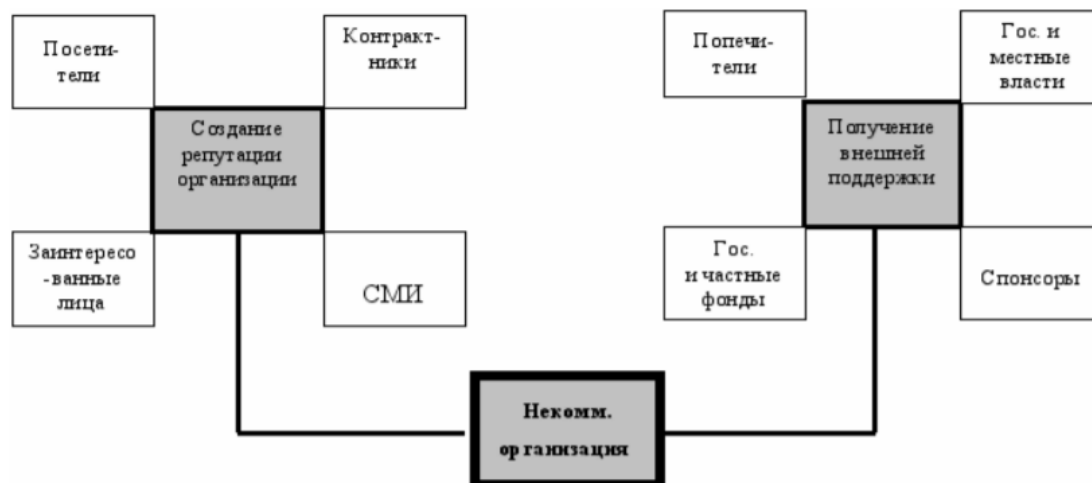 Посети-
тели
Контракт-
ники
Создание
репутации
организации
Заинтересо
-ванные
лица
СМИ
Попечи-
тели
Гос. и
местные
власти
Получение
внешней
поддержки
Гос.
и частные
фонды
Спонсоры
Некомм.
организация